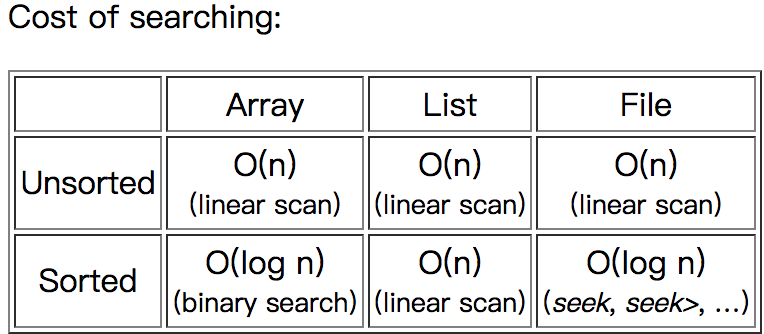 Cost of searching:
Array List File
Unsorted O(n) O(n) O(n)
(linear scan) (linear scan) (linear scan)
Sorted O(log n) O(n) O(log n)
(binary search) (linear scan) (seek, seek>, ...)